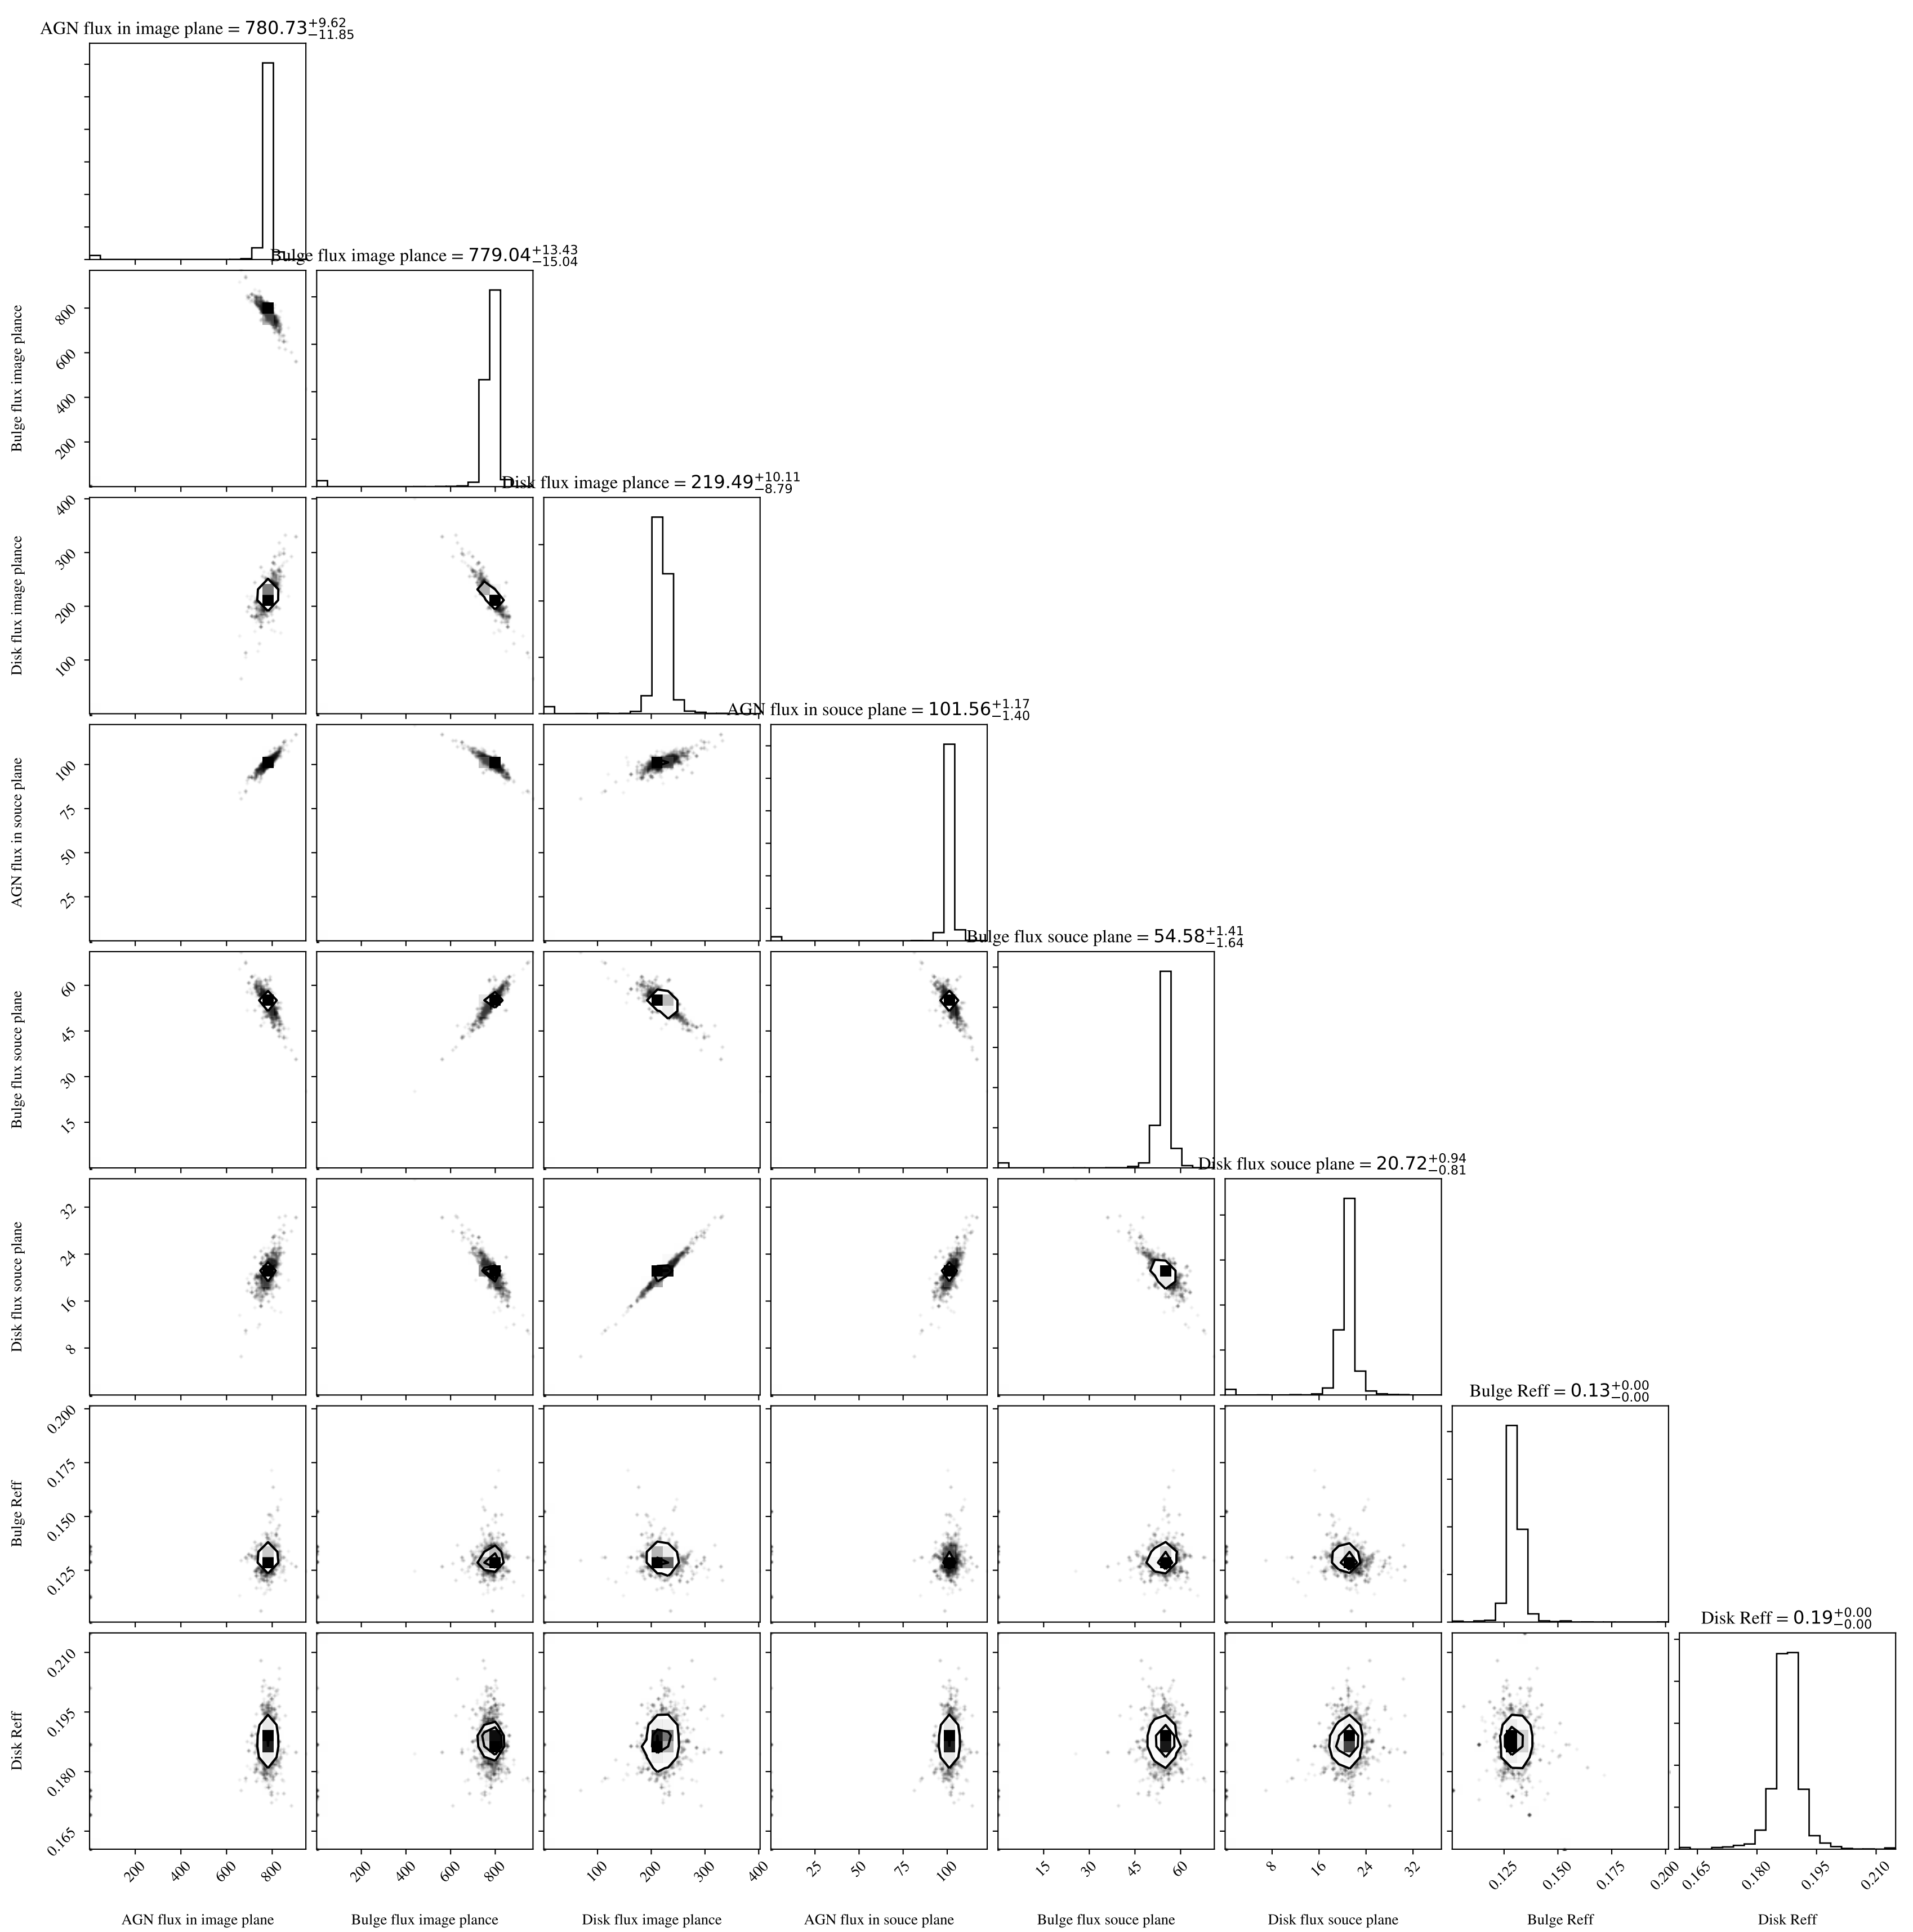 AGN flux in image plane = 780.73+9.62 −11.85
Bulge flux image plance = 779.04+13.43 −15.04
Bulge flux image plance
800
600
400
200
Disk flux image plance = 219.49+10.11 −8.79
Disk flux image plance
400
300
200
100
AGN flux in souce plane = 101.56+1.17 −1.40
AGN flux in souce plane
100
75
50
25
Bulge flux souce plane = 54.58+1.41 −1.64
Bulge flux souce plane
60
45
30
15
Disk flux souce plane = 20.72+0.94 −0.81
Disk flux souce plane
32
24
16
8
Bulge Reff = 0.13+0.00 −0.00
Bulge Reff
0.200
0.175
0.150
0.125
Disk Reff = 0.19+0.00 −0.00
Disk Reff
0.210
0.195
0.180
0.165
200 400 600 800 200 400 600 800 100 200 300 400 25 50 75 100 15 30 45 60 8 16 24 32 0.125 0.150 0.175 0.200 0.165 0.180 0.195 0.210
AGN flux in image plane Bulge flux image plance Disk flux image plance AGN flux in souce plane Bulge flux souce plane Disk flux souce plane Bulge Reff Disk Reff